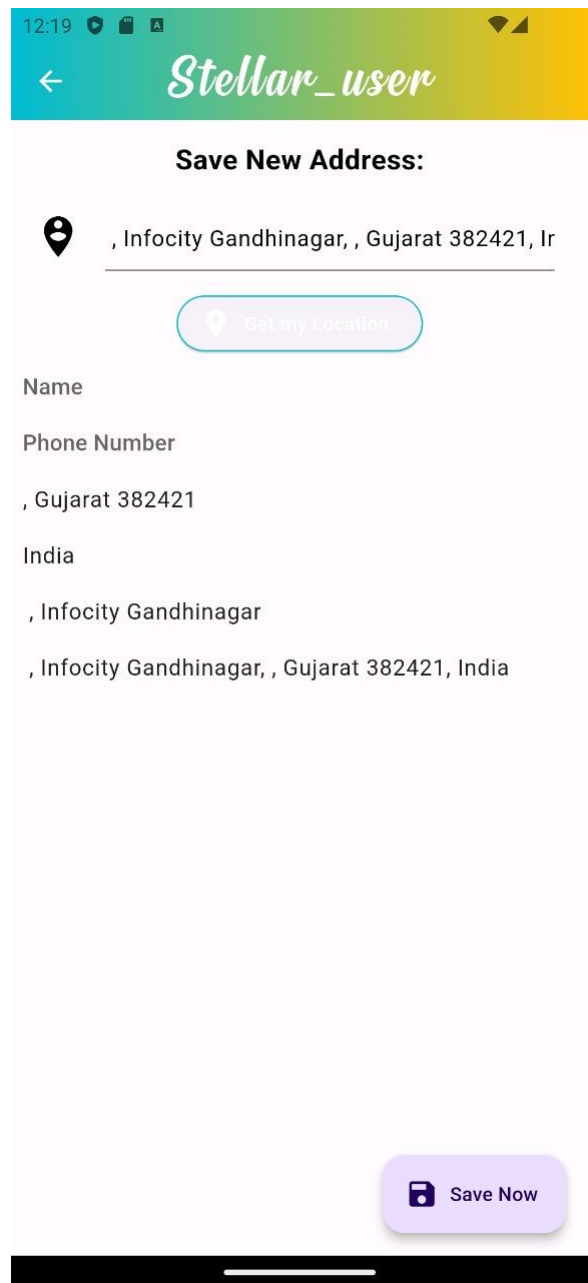 12:19
Stellar_user
Save New Address:
, Infocity Gandhinagar, , Gujarat 382421, Ir
Get my Location
Name
Phone Number
, Gujarat 382421
India
, Infocity Gandhinagar
, Infocity Gandhinagar, , Gujarat 382421, India
Save Now